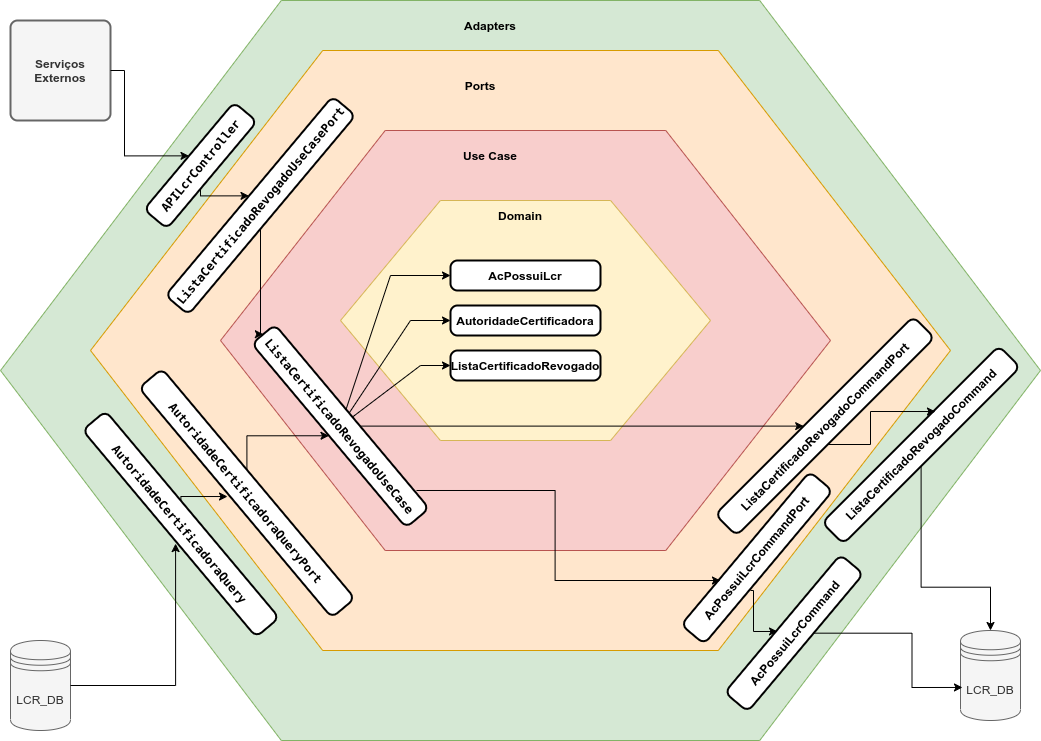 Adapters
Serviços
Externos
Ports
APILcrController
ListaCertificadoRevogadoUseCasePort
Use Case
Domain
AcPossuiLcr
AutoridadeCertificadora
ListaCertificadoRevogado
ListaCertificadoRevogadoUseCase
AutoridadeCertificadoraQueryPort
AutoridadeCertificadoraQuery
ListaCertificadoRevogadoCommandPort
ListaCertificadoRevogadoCommand
AcPossuiLcrCommandPort
AcPossuiLcrCommand
LCR_DB
LCR_DB